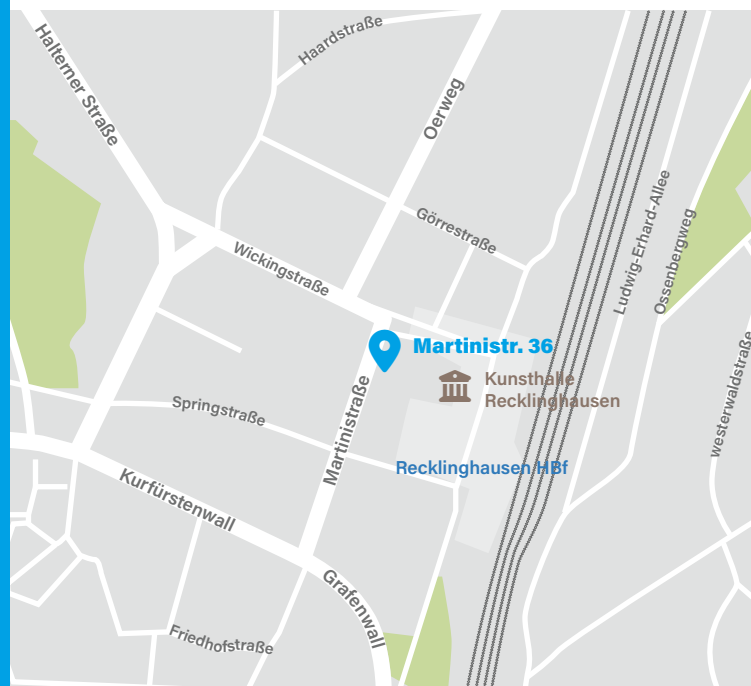 Haardstraße
Halterner Straße
Oerweg
Görrestraße
Ludwig-Erhard-Allee
Ossenbergweg
Wickingstraße
Martinistr. 36
westerwaldstraße
Kunsthalle
Recklinghausen
Martinistraße
Springstraße
Recklinghausen HBf
Kurfürstenwall
Grafenwall
Friedhofstraße